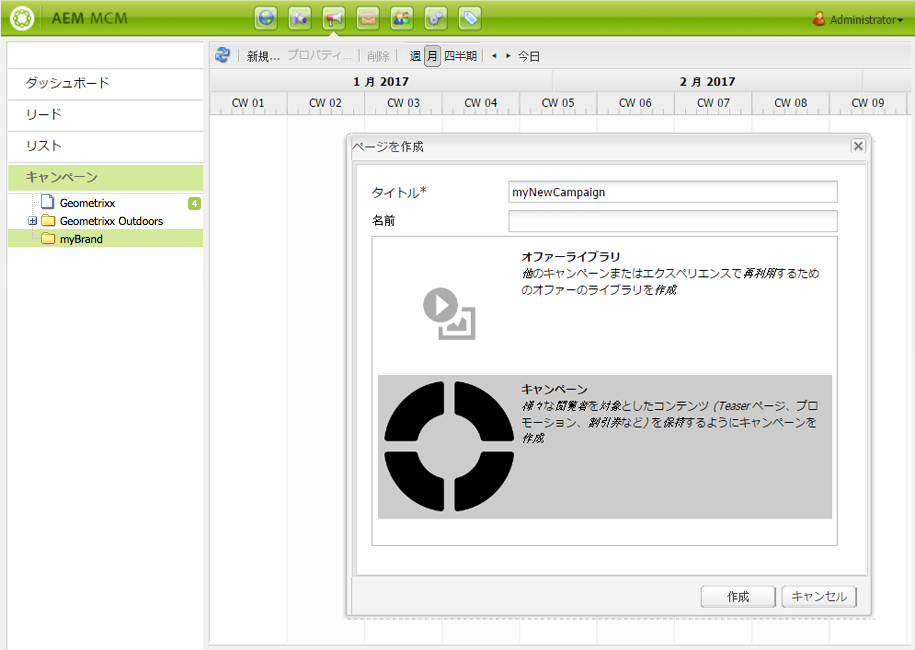 AEM MCM
Administrator
新規... プロパティ... 削除 週 月 四半期 今日
1 月 2017 2 月 2017
CW 01 CW 02 CW 03 CW 04 CW 05 CW 06 CW 07 CW 08 CW 09
ダッシュボード
リード
リスト
キャンペーン
Geometrixx 4
Geometrixx Outdoors
myBrand
ページを作成
タイトル* myNewCampaign
名前
オファーライブラリ
他のキャンペーンまたはエクスペリエンスで再利用するため
のオファーのライブラリを作成
キャンペーン
様々な閲覧者を対象としたコンテンツ (Teaser ページ、プロ
モーション、割引券など) を保持するようにキャンペーンを
作成
作成 キャンセル